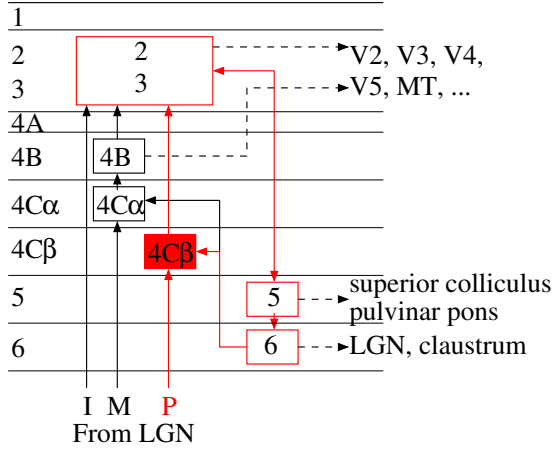 1
2
2
V2, V3, V4,
3
3
V5, MT, ...
4A
4B
4B
4Cα
4Cα
4Cβ
4Cβ
5
5
superior colliculus
pulvinar pons
6
6
LGN, claustrum
I M P
From LGN